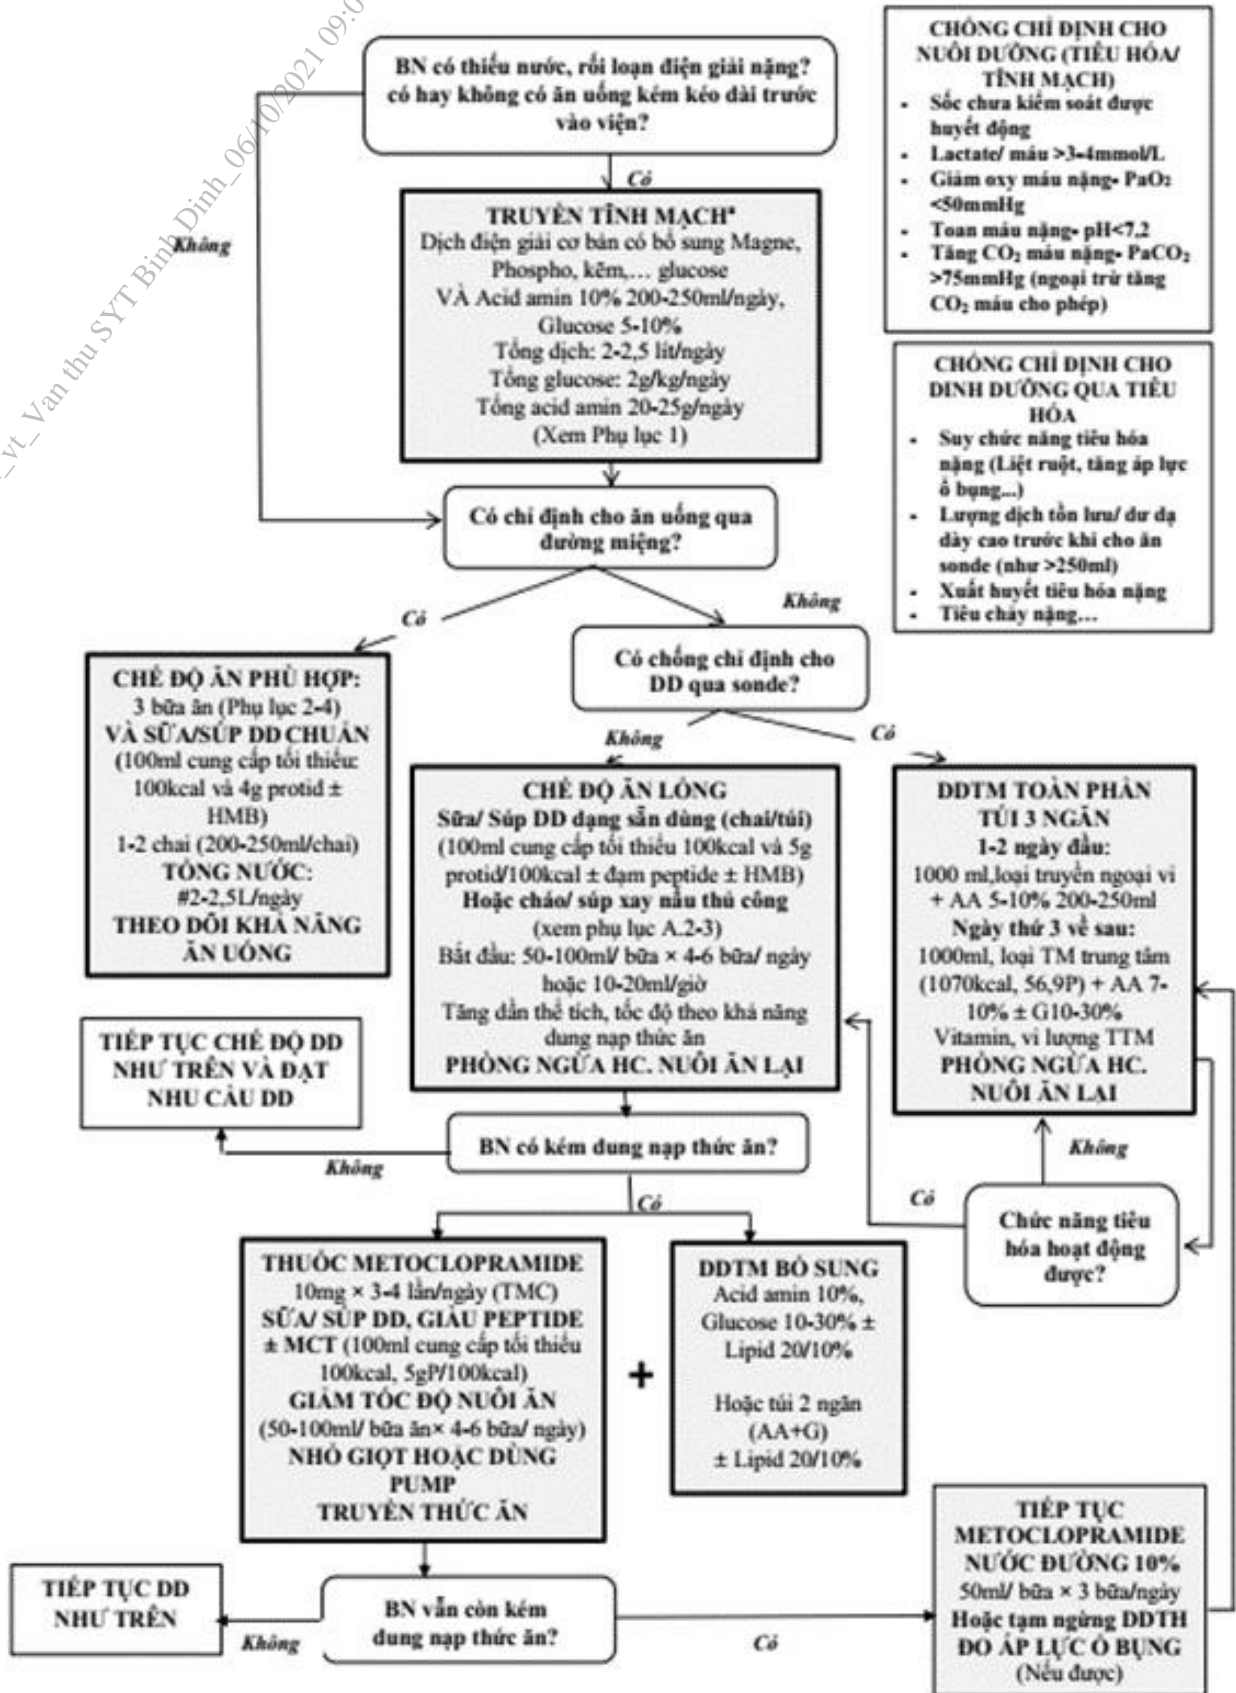 _vt_Van thu SYT Binh Dinh_06/10/2021 09:0
BN có thiếu nước, rối loạn điện giải nặng?
có hay không có ăn uống kém kéo dài trước
vào viện?
Có
Không
TRUYỀN TĨNH MẠCHª
Dịch điện giải cơ bản có bổ sung Magne,
Phospho, kẽm,... glucose
VÀ Acid amin 10% 200-250ml/ngày,
Glucose 5-10%
Tổng dịch: 2-2,5 lít/ngày
Tổng glucose: 2g/kg/ngày
Tổng acid amin 20-25g/ngày
(Xem Phụ lục 1)
CHỐNG CHỈ ĐỊNH CHO
NUÔI DƯỠNG (TIÊU HÓA/
TĨNH MẠCH)
- Sốc chưa kiểm soát được
huyết động
- Lactate/ máu >3-4mmol/L
- Giảm oxy máu nặng- PaO₂
<50mmHg
- Toan máu nặng- pH<7,2
- Tăng CO₂ máu nặng- PaCO₂
>75mmHg (ngoại trừ tăng
CO₂ máu cho phép)
CHỐNG CHỈ ĐỊNH CHO
DINH DƯỠNG QUA TIÊU
HÓA
- Suy chức năng tiêu hóa
nặng (Liệt ruột, tăng áp lực
ổ bụng...)
- Lượng dịch tồn lưu/ dư dạ
dày cao trước khi cho ăn
sonde (như >250ml)
- Xuất huyết tiêu hóa nặng
- Tiêu chảy nặng...
Có chỉ định cho ăn uống qua
đường miệng?
Có
Không
CHẾ ĐỘ ĂN PHÙ HỢP:
3 bữa ăn (Phụ lục 2-4)
VÀ SỮA/SÚP DD CHUẨN
(100ml cung cấp tối thiểu:
100kcal và 4g protid ±
HMB)
1-2 chai (200-250ml/chai)
TỔNG NƯỚC:
#2-2,5L/ngày
THEO DÕI KHẢ NĂNG
ĂN UỐNG
Có chống chỉ định cho
DD qua sonde?
Không
Có
CHẾ ĐỘ ĂN LỎNG
Sữa/ Súp DD dạng sẵn dùng (chai/túi)
(100ml cung cấp tối thiểu 100kcal và 5g
protid/100kcal ± đạm peptide ± HMB)
Hoặc cháo/ súp xay nấu thủ công
(xem phụ lục A.2-3)
Bắt đầu: 50-100ml/ bữa × 4-6 bữa/ ngày
hoặc 10-20ml/giờ
Tăng dần thể tích, tốc độ theo khả năng
dung nạp thức ăn
PHÒNG NGỪA HC. NUÔI ĂN LẠI
DDTM TOÀN PHẦN
TÚI 3 NGĂN
1-2 ngày đầu:
1000 ml,loại truyền ngoại vi
+ AA 5-10% 200-250ml
Ngày thứ 3 về sau:
1000ml, loại TM trung tâm
(1070kcal, 56,9P) + AA 7-
10% ± G10-30%
Vitamin, vi lượng TTM
PHÒNG NGỪA HC.
NUÔI ĂN LẠI
TIẾP TỤC CHẾ ĐỘ DD
NHƯ TRÊN VÀ ĐẠT
NHU CẦU DD
BN có kém dung nạp thức ăn?
Không
Có
Có
Không
Chức năng tiêu
hóa hoạt động
được?
THUỐC METOCLOPRAMIDE
10mg × 3-4 lần/ngày (TMC)
SỮA/ SÚP DD, GIÀU PEPTIDE
± MCT (100ml cung cấp tối thiểu
100kcal, 5gP/100kcal)
GIẢM TỐC ĐỘ NUÔI ĂN
(50-100ml/ bữa ăn× 4-6 bữa/ ngày)
NHỎ GIỌT HOẶC DÙNG
PUMP
TRUYỀN THỨC ĂN
+
DDTM BỔ SUNG
Acid amin 10%,
Glucose 10-30% ±
Lipid 20/10%
Hoặc túi 2 ngăn
(AA+G)
± Lipid 20/10%
TIẾP TỤC
METOCLOPRAMIDE
NƯỚC ĐƯỜNG 10%
50ml/ bữa × 3 bữa/ngày
Hoặc tạm ngừng DDTH
ĐO ÁP LỰC Ổ BỤNG
(Nếu được)
TIẾP TỤC DD
NHƯ TRÊN
BN vẫn còn kém
dung nạp thức ăn?
Không
Có